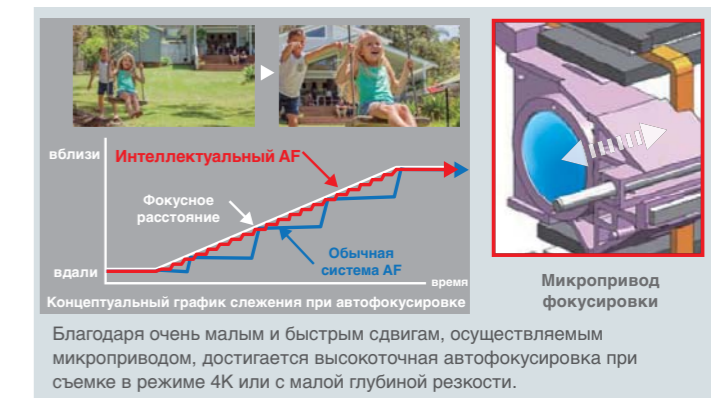 вблизи
Интеллектуальный AF
Фокусное
расстояние
Обычная
система AF
вдали
время
Концептуальный график слежения при автофокусировке
Микропривод
фокусировки
Благодаря очень малым и быстрым сдвигам, осуществляемым
микроприводом, достигается высокоточная автофокусировка при
съемке в режиме 4K или с малой глубиной резкости.